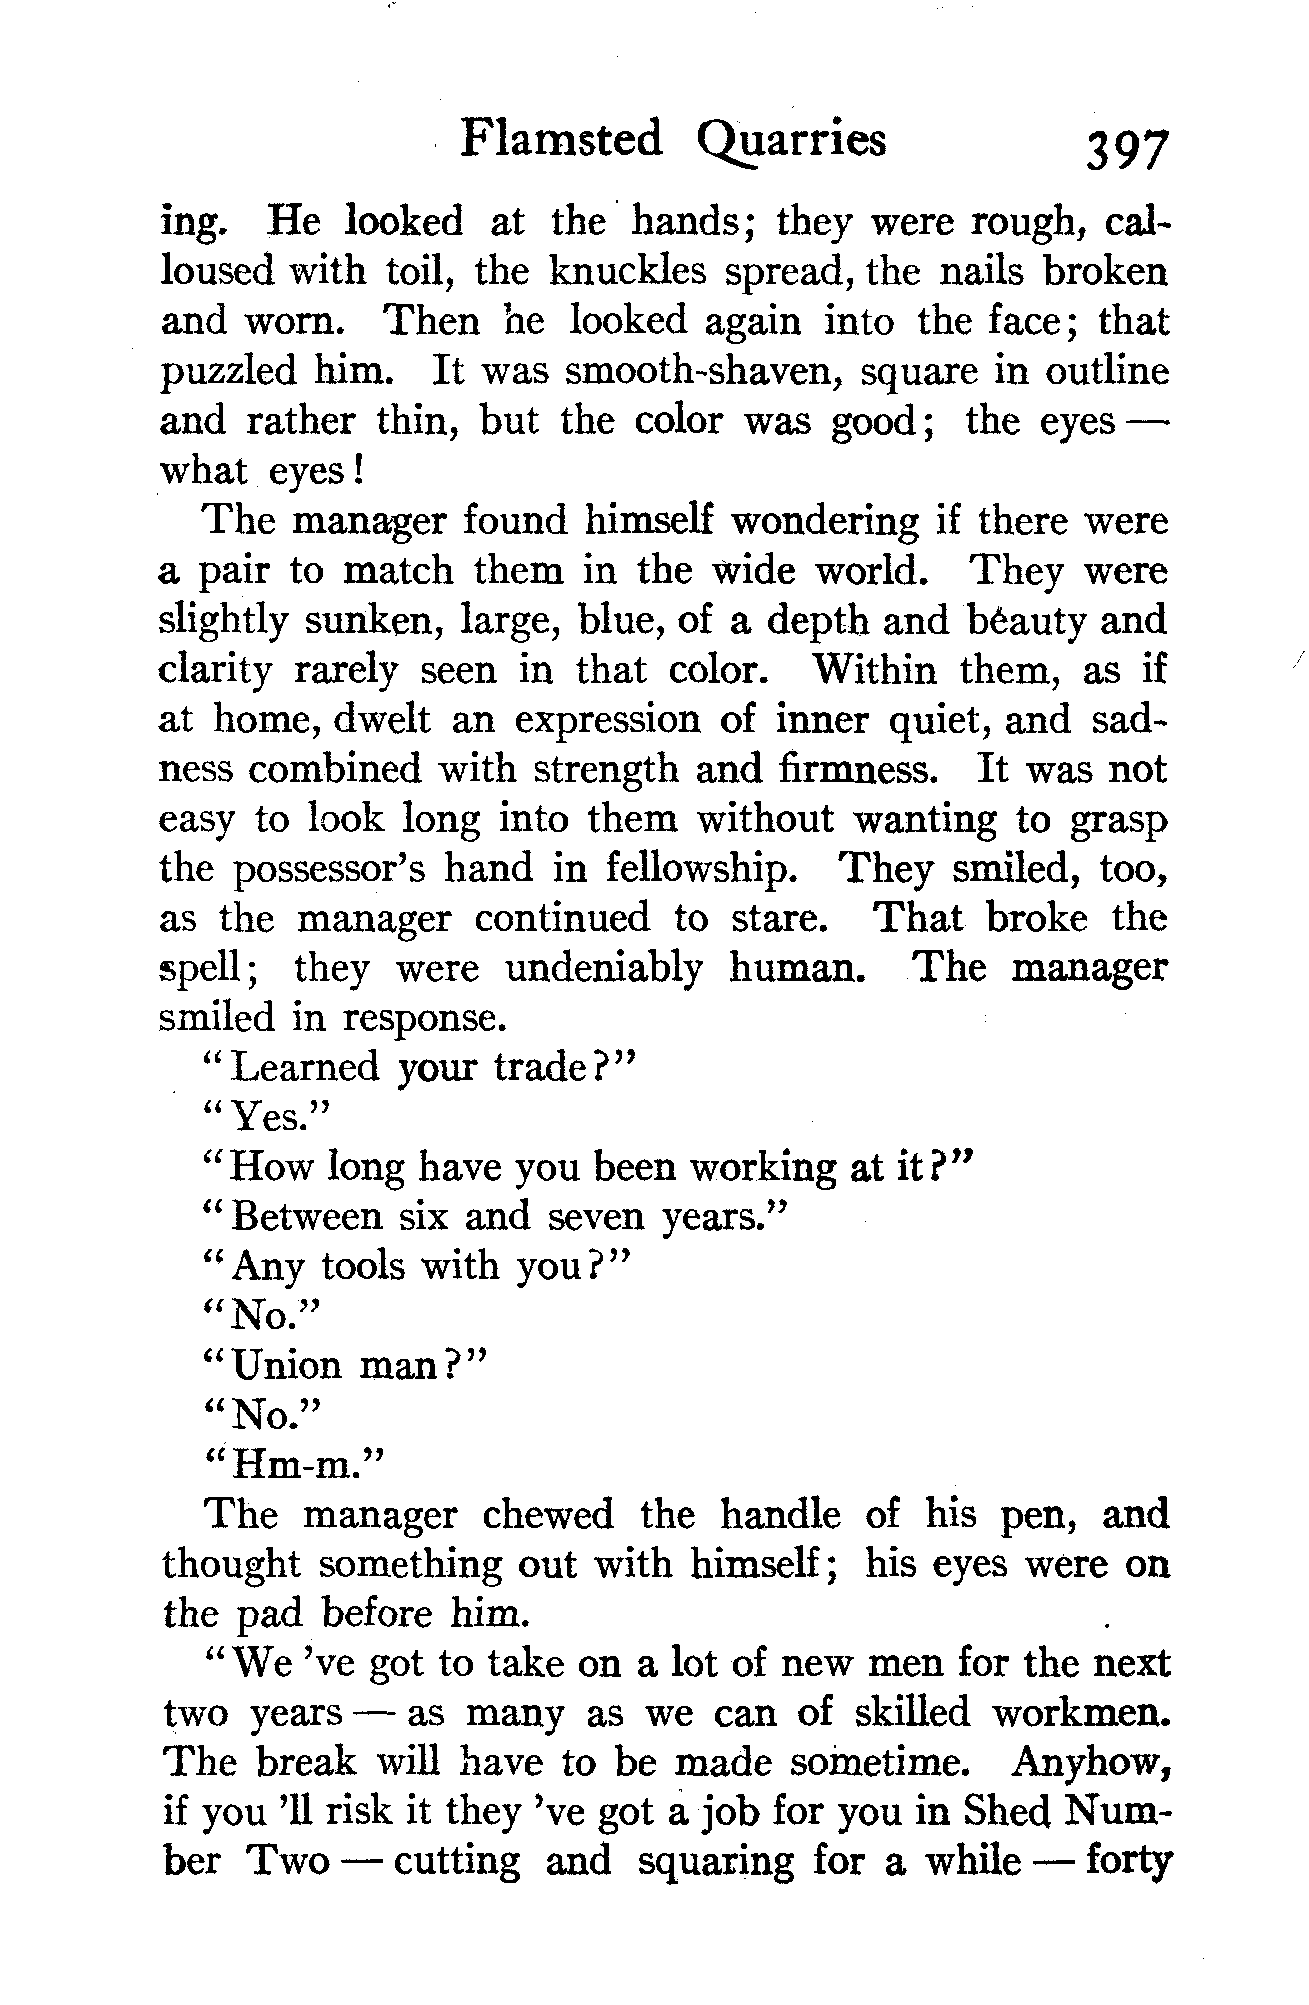 Flamsted Quarries 397
ing. He looked at the hands; they were rough, cal-
loused with toil, the knuckles spread, the nails broken
and worn. Then he looked again into the face; that
puzzled him. It was smooth-shaven, square in outline
and rather thin, but the color was good; the eyes —
what eyes!
The manager found himself wondering if there were
a pair to match them in the wide world. They were
slightly sunken, large, blue, of a depth and beauty and
clarity rarely seen in that color. Within them, as if
at home, dwelt an expression of inner quiet, and sad-
ness combined with strength and firmness. It was not
easy to look long into them without wanting to grasp
the possessor's hand in fellowship. They smiled, too,
as the manager continued to stare. That broke the
spell; they were undeniably human. The manager
smiled in response.
"Learned your trade?"
"Yes."
"How long have you been working at it?"
"Between six and seven years."
"Any tools with you?"
"No."
"Union man?"
"No."
"Hm-m."
The manager chewed the handle of his pen, and
thought something out with himself; his eyes were on
the pad before him.
"We 've got to take on a lot of new men for the next
two years — as many as we can of skilled workmen.
The break will have to be made sometime. Anyhow,
if you 'll risk it they 've got a job for you in Shed Num-
ber Two — cutting and squaring for a while — forty